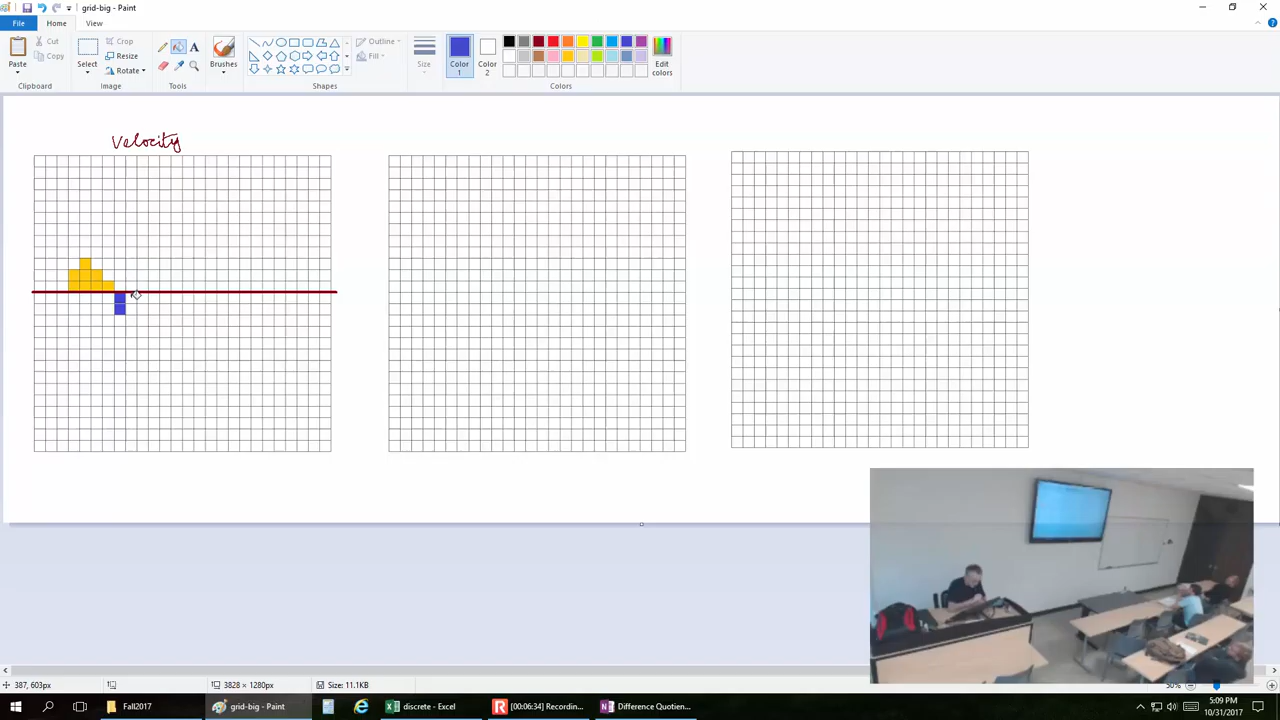 grid-big - Paint
File
Home
View
Paste
Cut
Copy
Clipboard
Select
Crop
Resize
Rotate
Image
Tools
Brushes
Shapes
Outline
Fill
Size
Color 1
Color 2
Edit colors
Colors
Velocity
387, 603px
3828 × 1280px
Size: 11.1KB
50%
Fall2017
grid-big - Paint
discrete - Excel
[00:06:34] Recordin...
Difference Quotien...
5:09 PM
10/31/2017